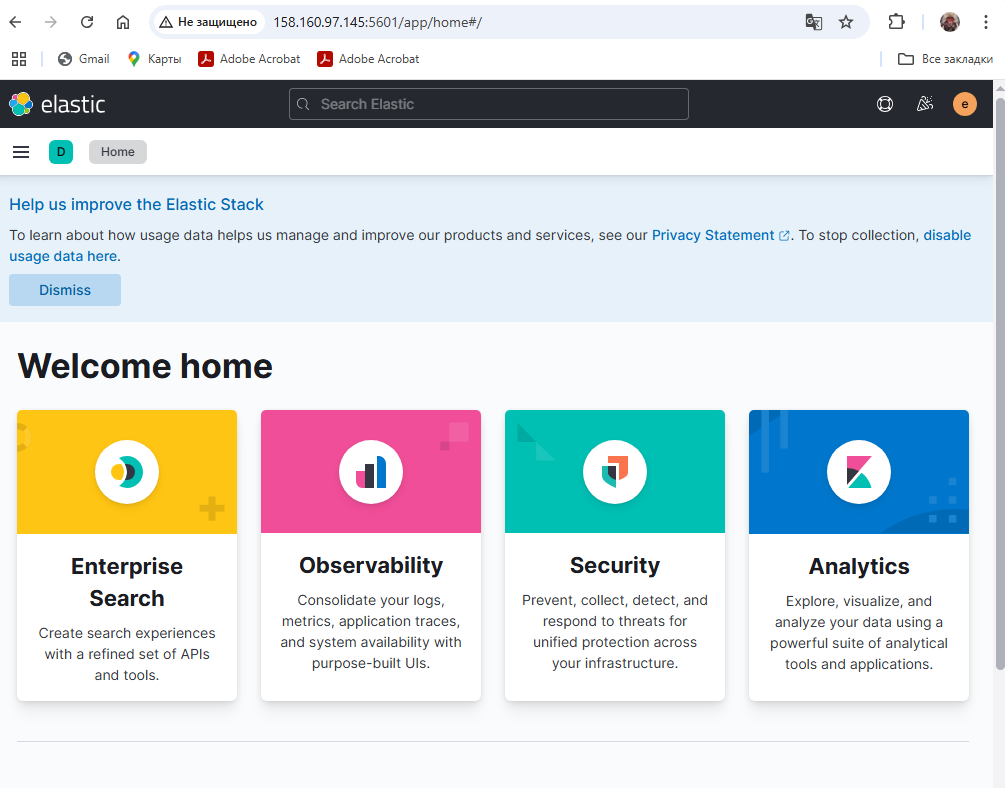 Не защищено 158.160.97.145:5601/app/home#/
Gmail Карты Adobe Acrobat Adobe Acrobat Все закладки
elastic Search Elastic e
D Home
Help us improve the Elastic Stack
To learn about how usage data helps us manage and improve our products and services, see our Privacy Statement. To stop collection, disable
usage data here.
Dismiss
Welcome home
Enterprise
Search
Create search experiences
with a refined set of APIs
and tools.
Observability
Consolidate your logs,
metrics, application traces,
and system availability with
purpose-built UIs.
Security
Prevent, collect, detect, and
respond to threats for
unified protection across
your infrastructure.
Analytics
Explore, visualize, and
analyze your data using a
powerful suite of analytical
tools and applications.